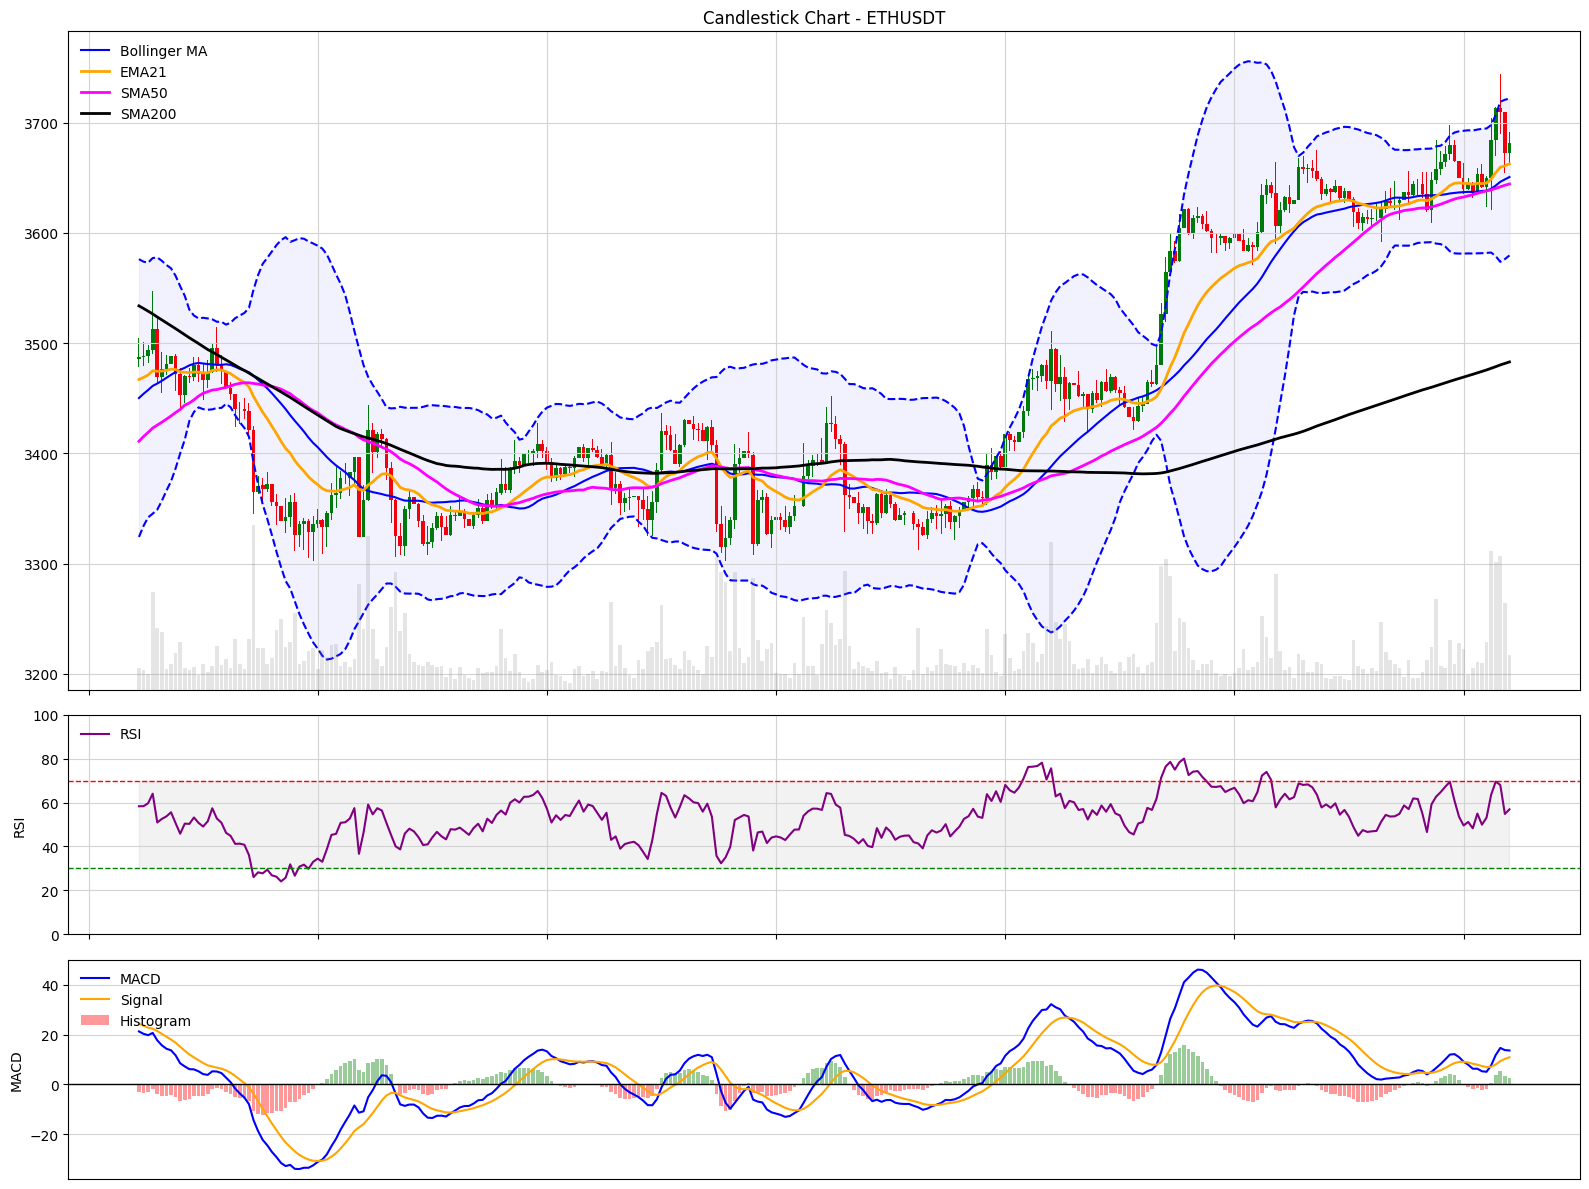 Candlestick Chart - ETHUSDT
Bollinger MA
EMA21
SMA50
SMA200
3700
3600
3500
3400
3300
3200
RSI
100
80
60
40
20
0
RSI
MACD
Signal
Histogram
40
20
0
−20
MACD